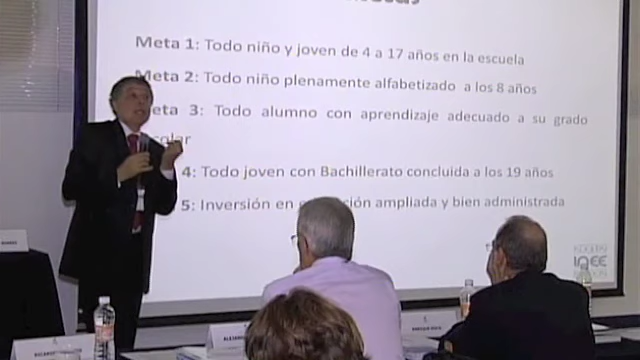 Meta 1: Todo niño y joven de 4 a 17 años en la escuela
Meta 2: Todo niño plenamente alfabetizado a los 8 años
Meta 3: Todo alumno con aprendizaje adecuado a su grado
4: Todo joven con Bachillerato concluida a los 19 años
5: Inversión en ampliada y bien administrada